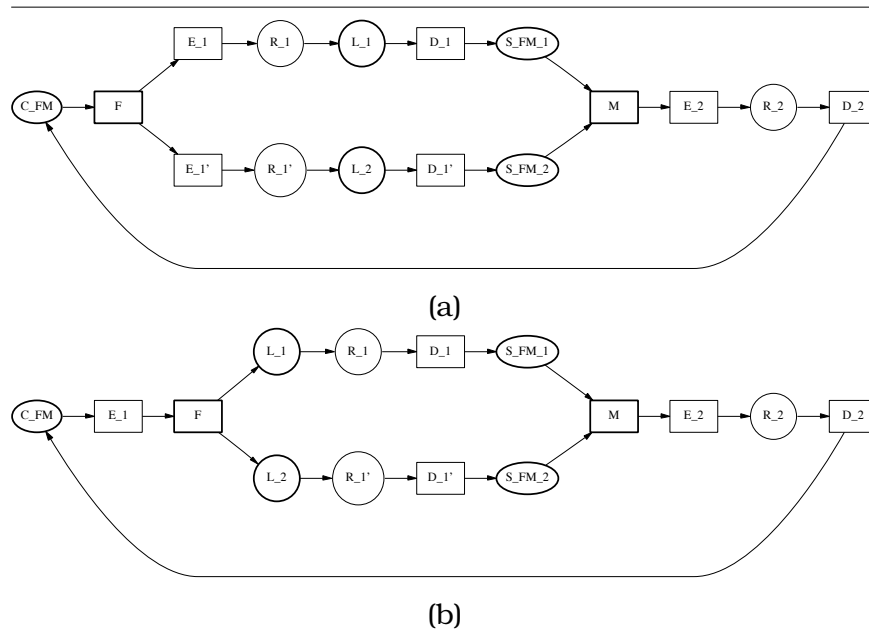 E_1 R_1 L_1 D_1 S_FM_1
C_FM F M E_2 R_2 D_2
E_1' R_1' L_2 D_1' S_FM_2
(a)
L_1 R_1 D_1 S_FM_1
C_FM E_1 F M E_2 R_2 D_2
L_2 R_1' D_1' S_FM_2
(b)